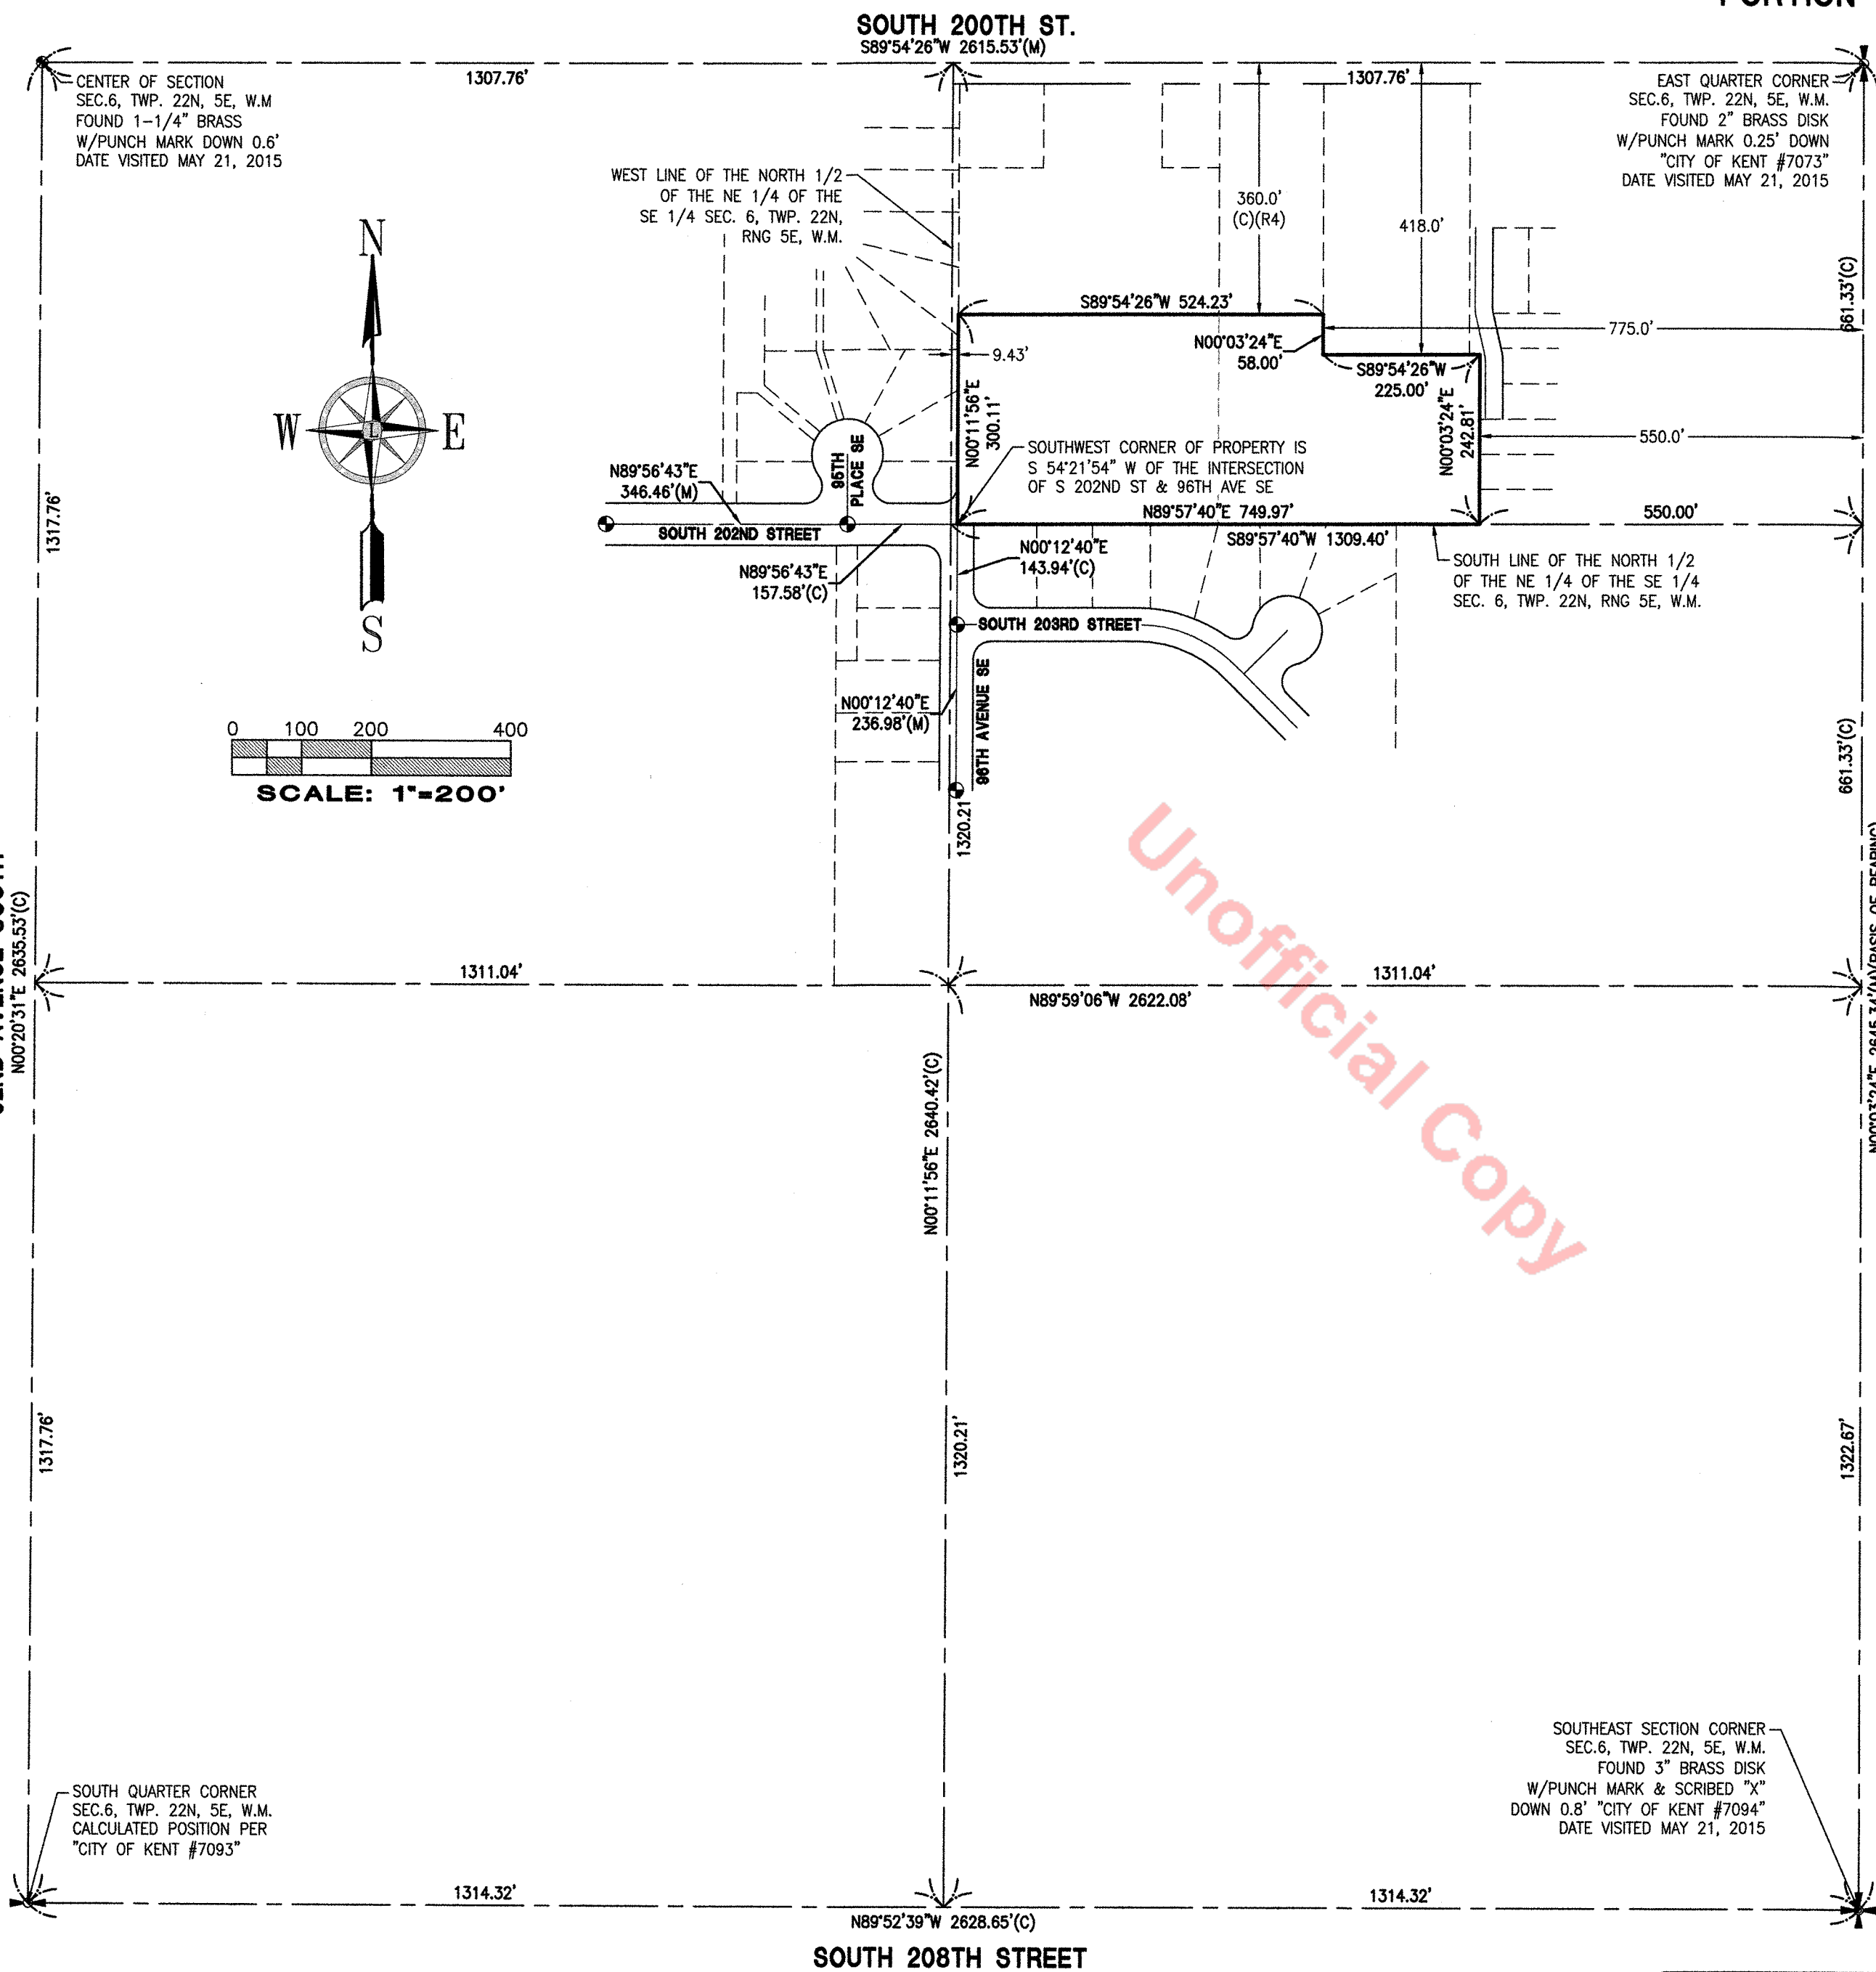 PORTION
SOUTH 200TH ST.
S89°54'26"W 2615.53'(M)
1307.76'
1307.76'
CENTER OF SECTION
SEC.6, TWP. 22N, 5E, W.M
FOUND 1-1/4" BRASS
W/PUNCH MARK DOWN 0.6'
DATE VISITED MAY 21, 2015
EAST QUARTER CORNER
SEC.6, TWP. 22N, 5E, W.M.
FOUND 2" BRASS DISK
W/PUNCH MARK 0.25' DOWN
"CITY OF KENT #7073"
DATE VISITED MAY 21, 2015
WEST LINE OF THE NORTH 1/2
OF THE NE 1/4 OF THE
SE 1/4 SEC. 6, TWP. 22N,
RNG 5E, W.M.
360.0'
(C)(R4)
418.0'
661.33'(C)
N
W
L
E
S
S89°54'26"W 524.23'
N00°03'24"E
58.00'
775.0'
9.43'
S89°54'26"W
225.00'
N00°11'56"E
300.11'
N00°03'24"E
242.81'
550.0'
SOUTHWEST CORNER OF PROPERTY IS
S 54°21'54" W OF THE INTERSECTION
OF S 202ND ST & 96TH AVE SE
95TH
PLACE SE
N89°56'43"E
346.46'(M)
SOUTH 202ND STREET
N89°57'40"E 749.97'
550.00'
S89°57'40"W 1309.40'
1317.76'
N89°56'43"E
157.58'(C)
N00°12'40"E
143.94'(C)
SOUTH LINE OF THE NORTH 1/2
OF THE NE 1/4 OF THE SE 1/4
SEC. 6, TWP. 22N, RNG 5E, W.M.
SOUTH 203RD STREET
N00°12'40"E
236.98'(M)
96TH AVENUE SE
661.33'(C)
0 100 200 400
SCALE: 1"=200'
1320.21
Unofficial Copy
N00°20'31"E 2635.53'(C)
1311.04'
1311.04'
N89°59'06"W 2622.08'
N00°11'56"E 2640.42'(C)
1317.76'
1320.21'
1322.67'
SOUTH QUARTER CORNER
SEC.6, TWP. 22N, 5E, W.M.
CALCULATED POSITION PER
"CITY OF KENT #7093"
SOUTHEAST SECTION CORNER
SEC.6, TWP. 22N, 5E, W.M.
FOUND 3" BRASS DISK
W/PUNCH MARK & SCRIBED "X"
DOWN 0.8' "CITY OF KENT #7094"
DATE VISITED MAY 21, 2015
1314.32'
1314.32'
N89°52'39"W 2628.65'(C)
SOUTH 208TH STREET